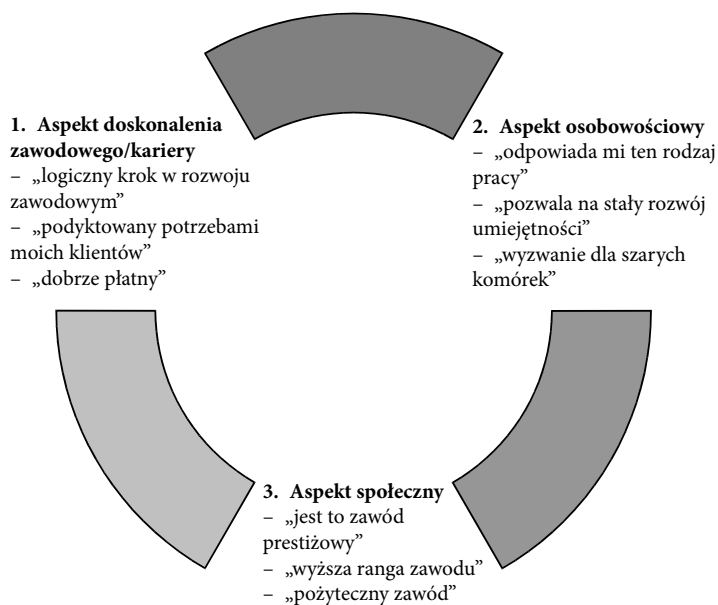 1. Aspekt doskonalenia
zawodowego/kariery
– „logiczny krok w rozwoju
zawodowym”
– „podyktowany potrzebami
moich klientów”
– „dobrze płatny”
2. Aspekt osobowościowy
– „odpowiada mi ten rodzaj
pracy”
– „pozwala na stały rozwój
umiejętności”
– „wyzwanie dla szarych
komórek”
3. Aspekt społeczny
– „jest to zawód
prestiżowy”
– „wyższa ranga zawodu”
– „pożyteczny zawód”